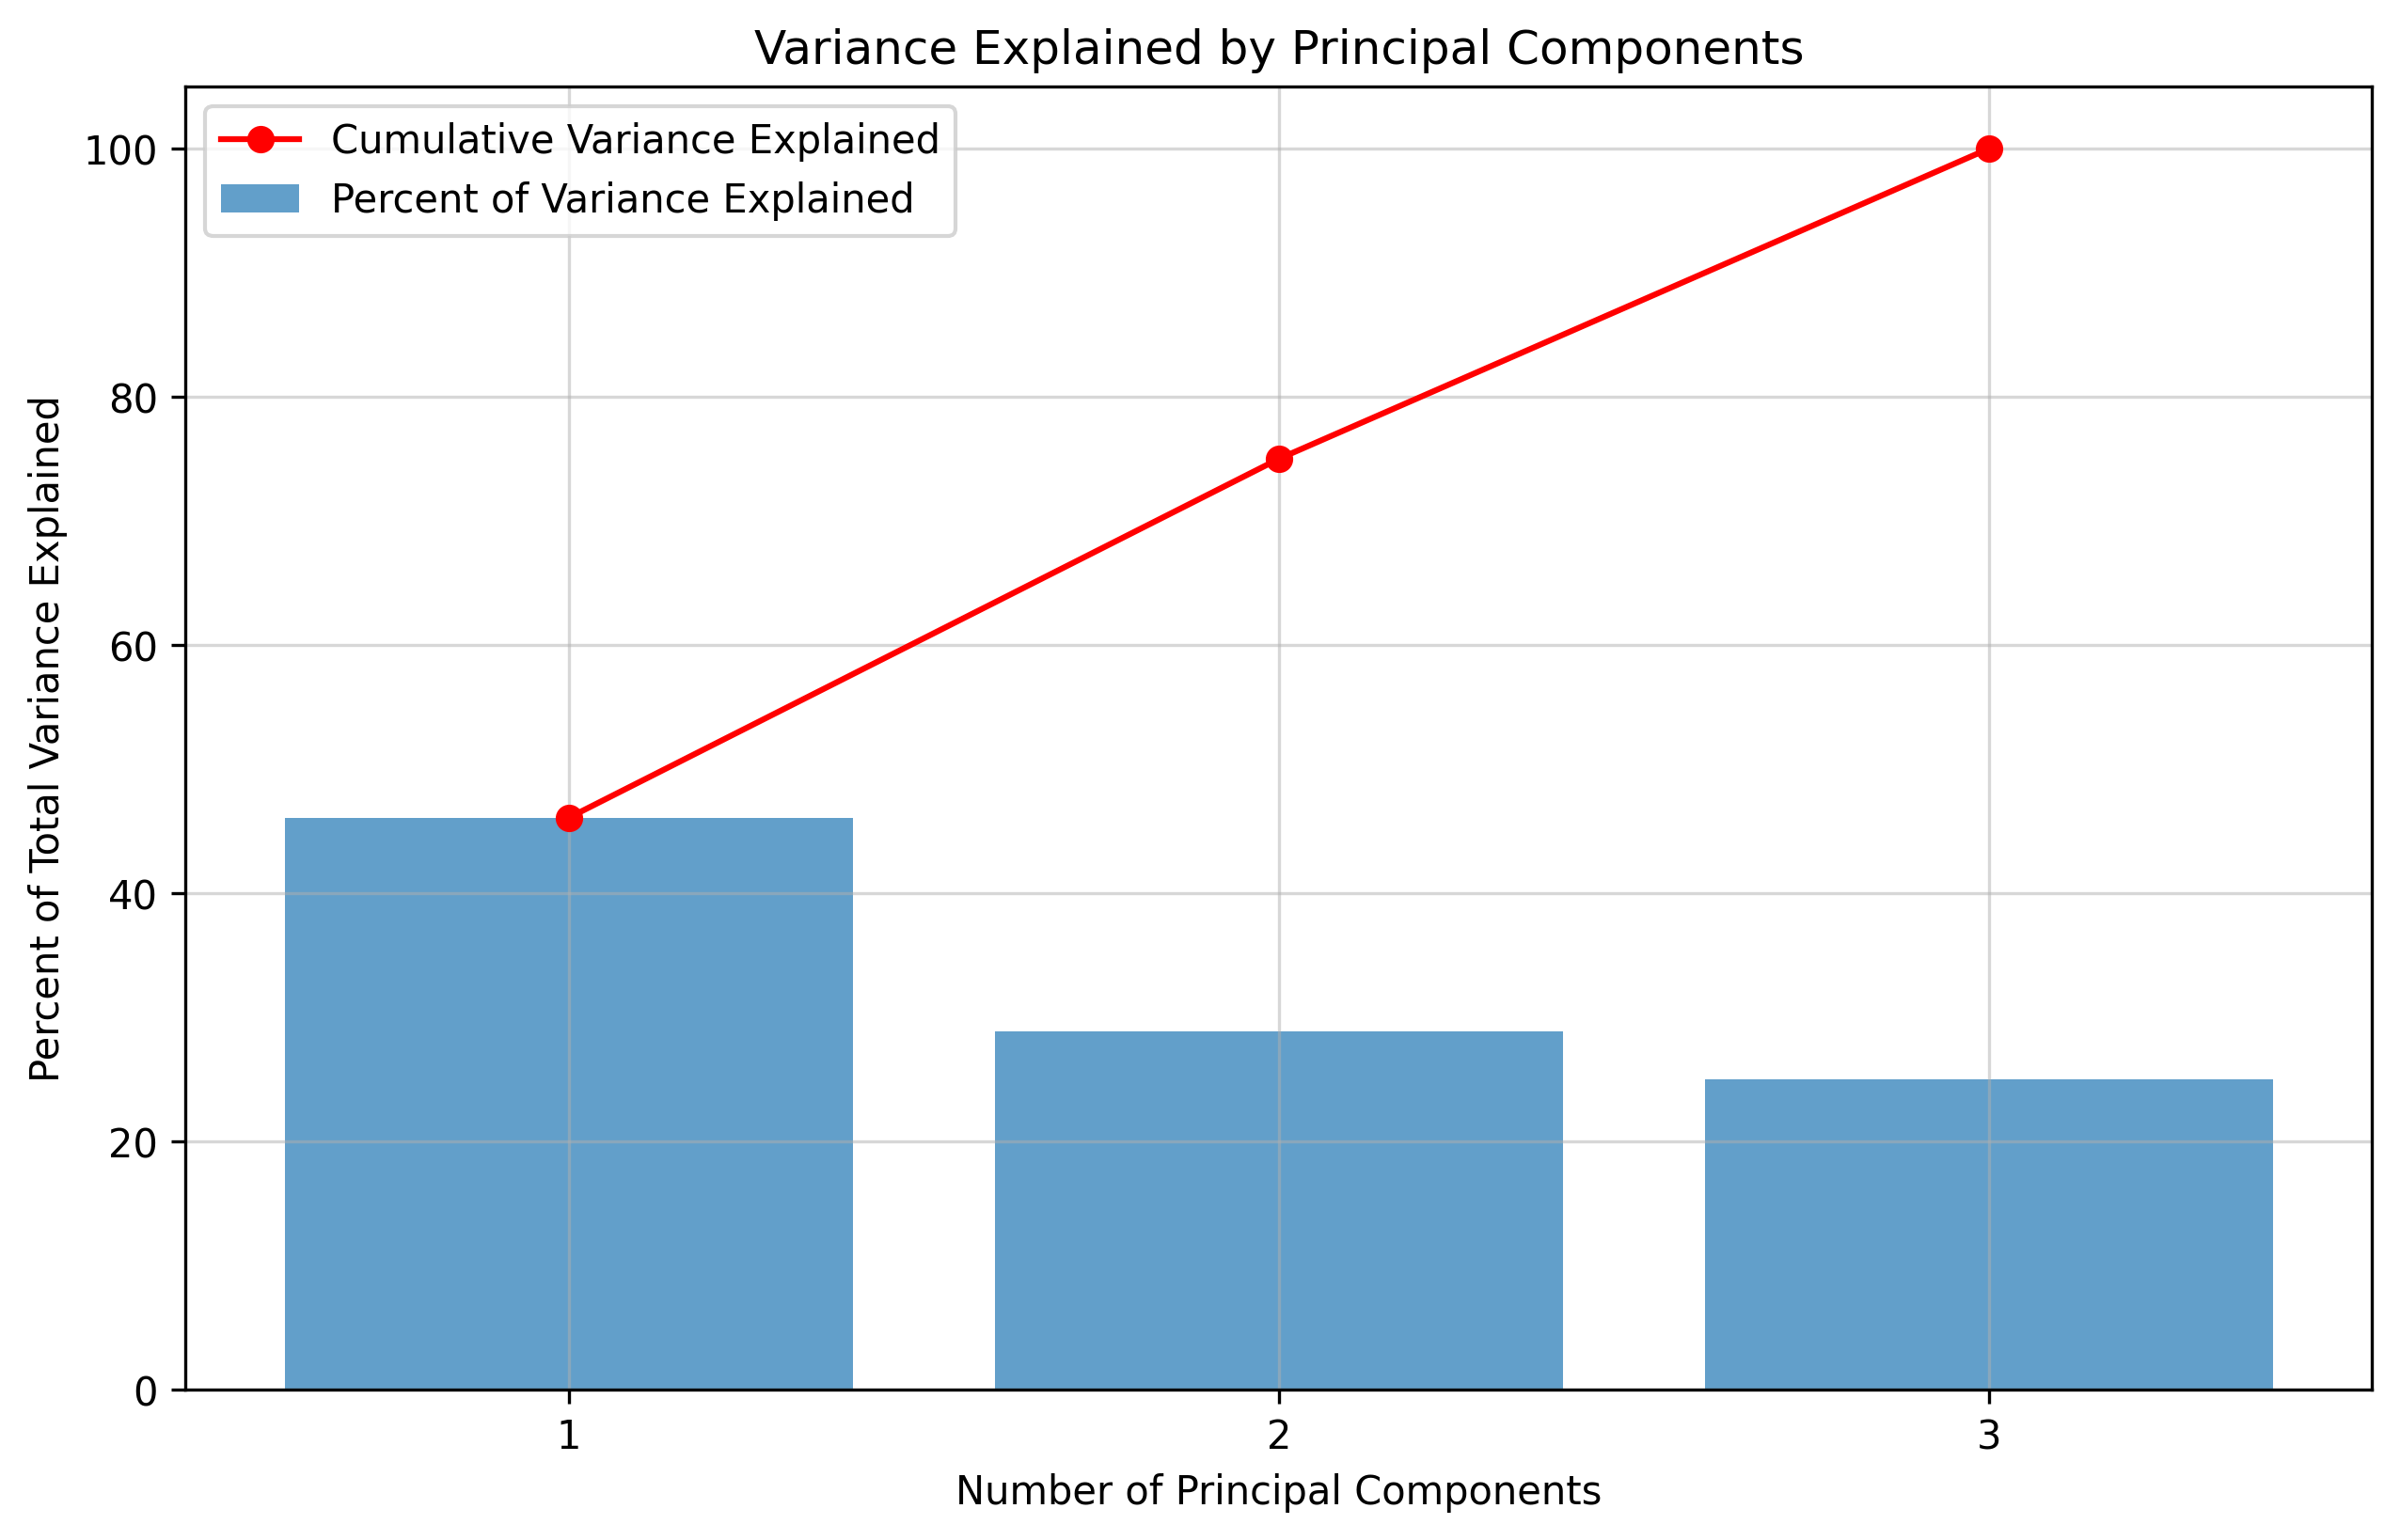 Variance Explained by Principal Components
Cumulative Variance Explained
Percent of Variance Explained
Percent of Total Variance Explained
100
80
60
40
20
0
1
2
3
Number of Principal Components